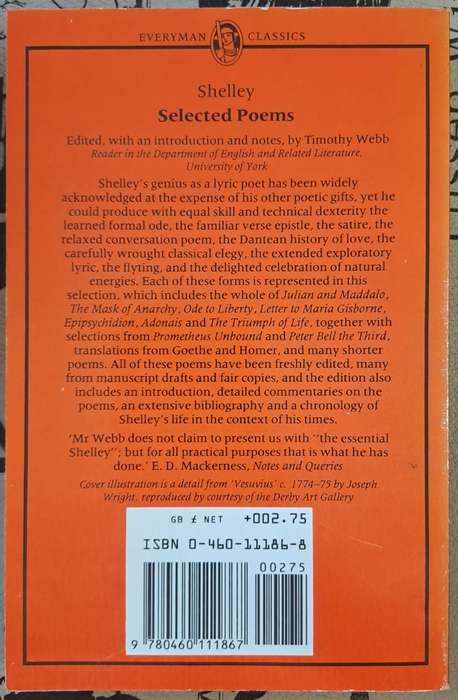 EVERYMAN CLASSICS
Shelley
Selected Poems
Edited, with an introduction and notes, by Timothy Webb
Reader in the Department of English and Related Literature,
University of York
Shelley's genius as a lyric poet has been widely
acknowledged at the expense of his other poetic gifts, yet he
could produce with equal skill and technical dexterity the
learned formal ode, the familiar verse epistle, the satire, the
relaxed conversation poem, the Dantean history of love, the
carefully wrought classical elegy, the extended exploratory
lyric, the flyting, and the delighted celebration of natural
energies. Each of these forms is represented in this
selection, which includes the whole of Julian and Maddalo,
The Mask of Anarchy, Ode to Liberty, Letter to Maria Gisborne,
Epipsychidion, Adonais and The Triumph of Life, together with
selections from Prometheus Unbound and Peter Bell the Third,
translations from Goethe and Homer, and many shorter
poems. All of these poems have been freshly edited, many
from manuscript drafts and fair copies, and the edition also
includes an introduction, detailed commentaries on the
poems, an extensive bibliography and a chronology of
Shelley's life in the context of his times.
'Mr Webb does not claim to present us with "the essential
Shelley"; but for all practical purposes that is what he has
done.' E. D. Mackerness, Notes and Queries
Cover illustration is a detail from 'Vesuvius' c. 1774–75 by Joseph
Wright, reproduced by courtesy of the Derby Art Gallery
GB £ NET +002.75
ISBN 0-460-11186-8
00275
9 780460 111867